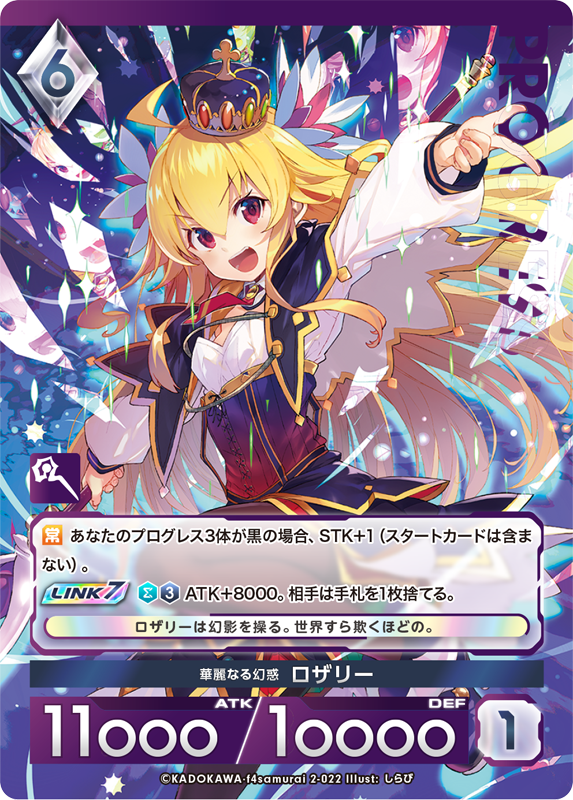 6
PROGRESS
常 あなたのプログレス3体が黒の場合、STK+1（スタートカードは含ま
ない）。
LINK 7 Σ 3 ATK+8000。相手は手札を1枚捨てる。
ロザリーは幻影を操る。世界すら欺くほどの。
華麗なる幻惑 ロザリー
ATK DEF
11000/10000 1
©KADOKAWA·f4samurai 2-022 Illust: しらび